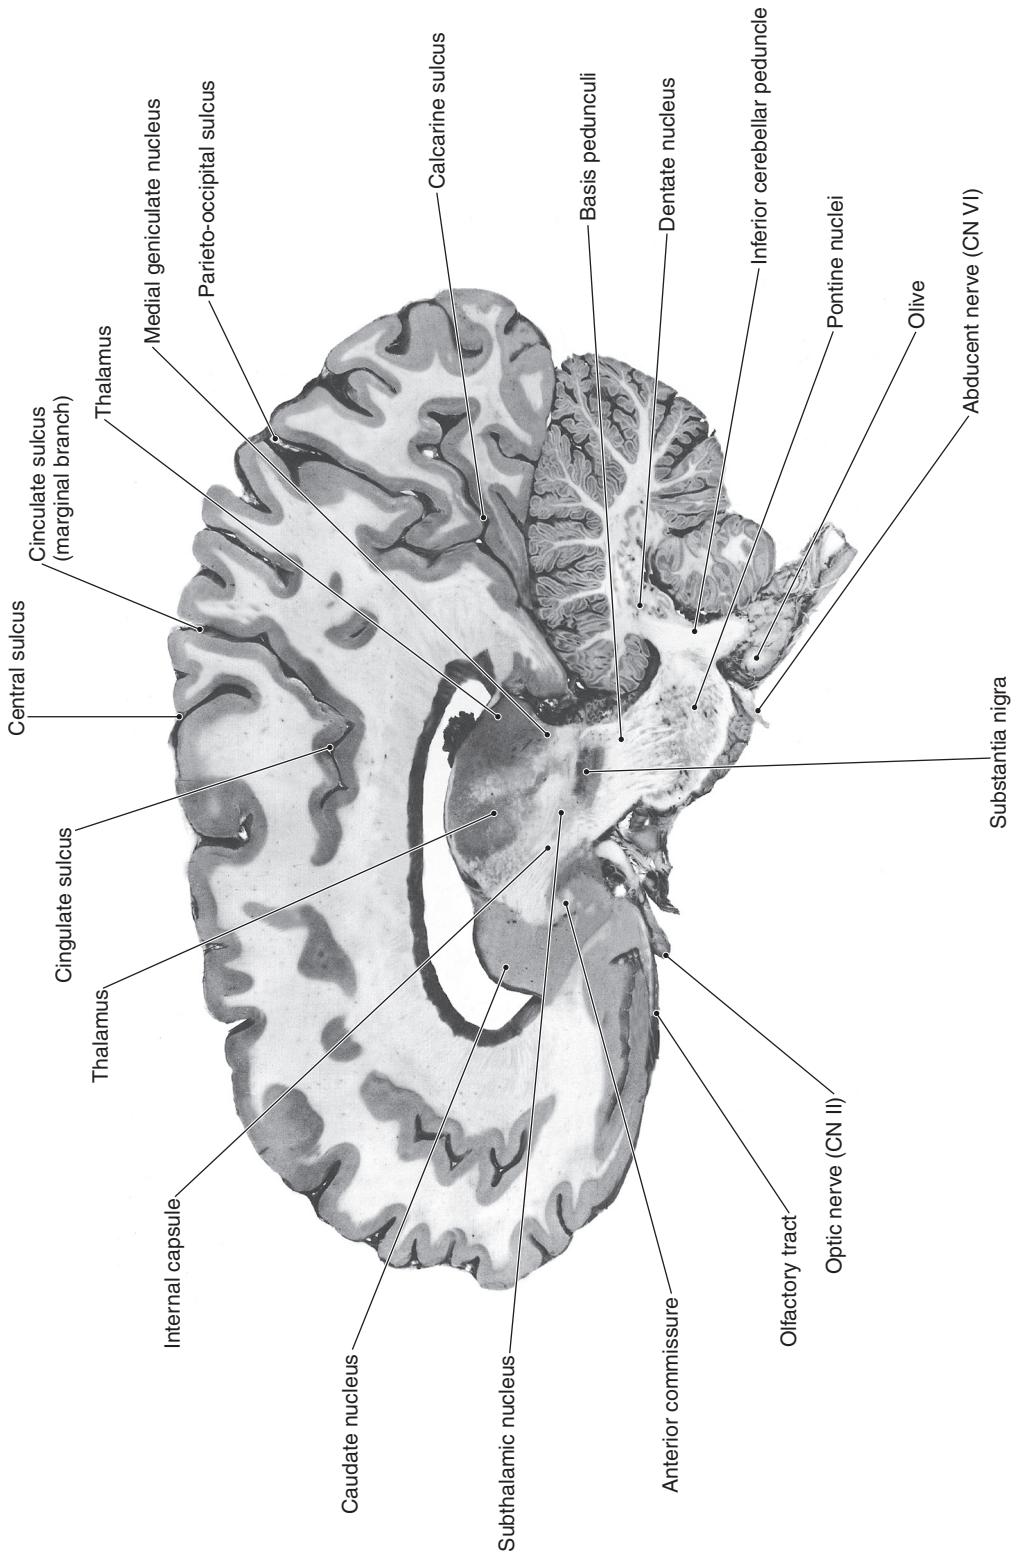 Central sulcus
Cinculate sulcus
(marginal branch)
Thalamus
Medial geniculate nucleus
Parieto-occipital sulcus
Calcarine sulcus
Basis pedunculi
Dentate nucleus
Inferior cerebellar peduncle
Pontine nuclei
Olive
Abducent nerve (CN VI)
Substantia nigra
Cingulate sulcus
Thalamus
Internal capsule
Caudate nucleus
Subthalamic nucleus
Anterior commissure
Olfactory tract
Optic nerve (CN II)